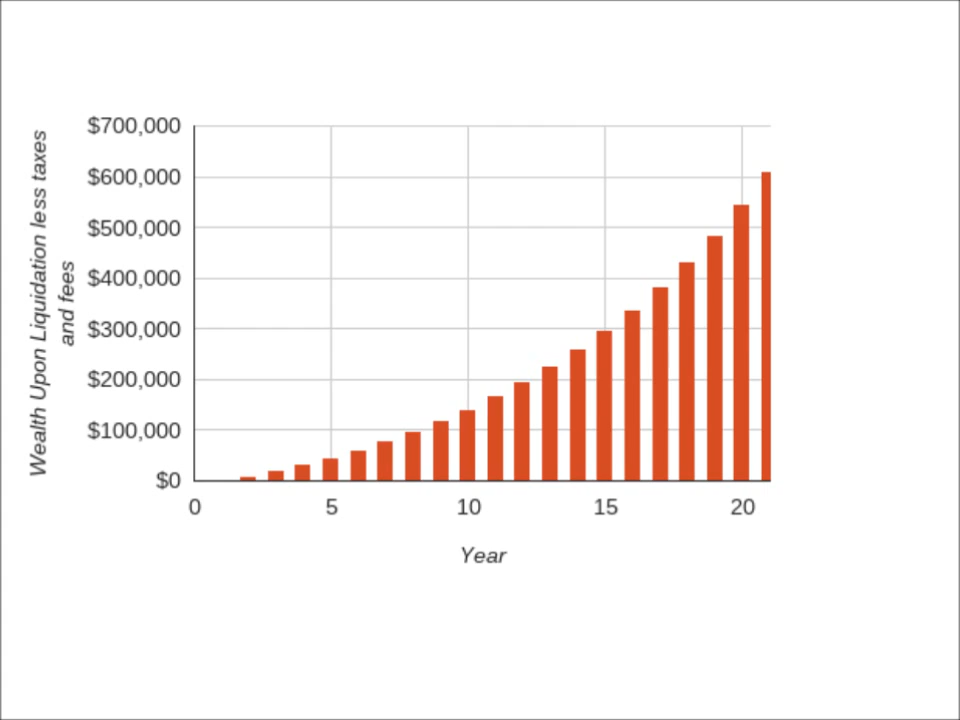 Wealth Upon Liquidation less taxes
and fees
$700,000
$600,000
$500,000
$400,000
$300,000
$200,000
$100,000
$0
0 5 10 15 20
Year